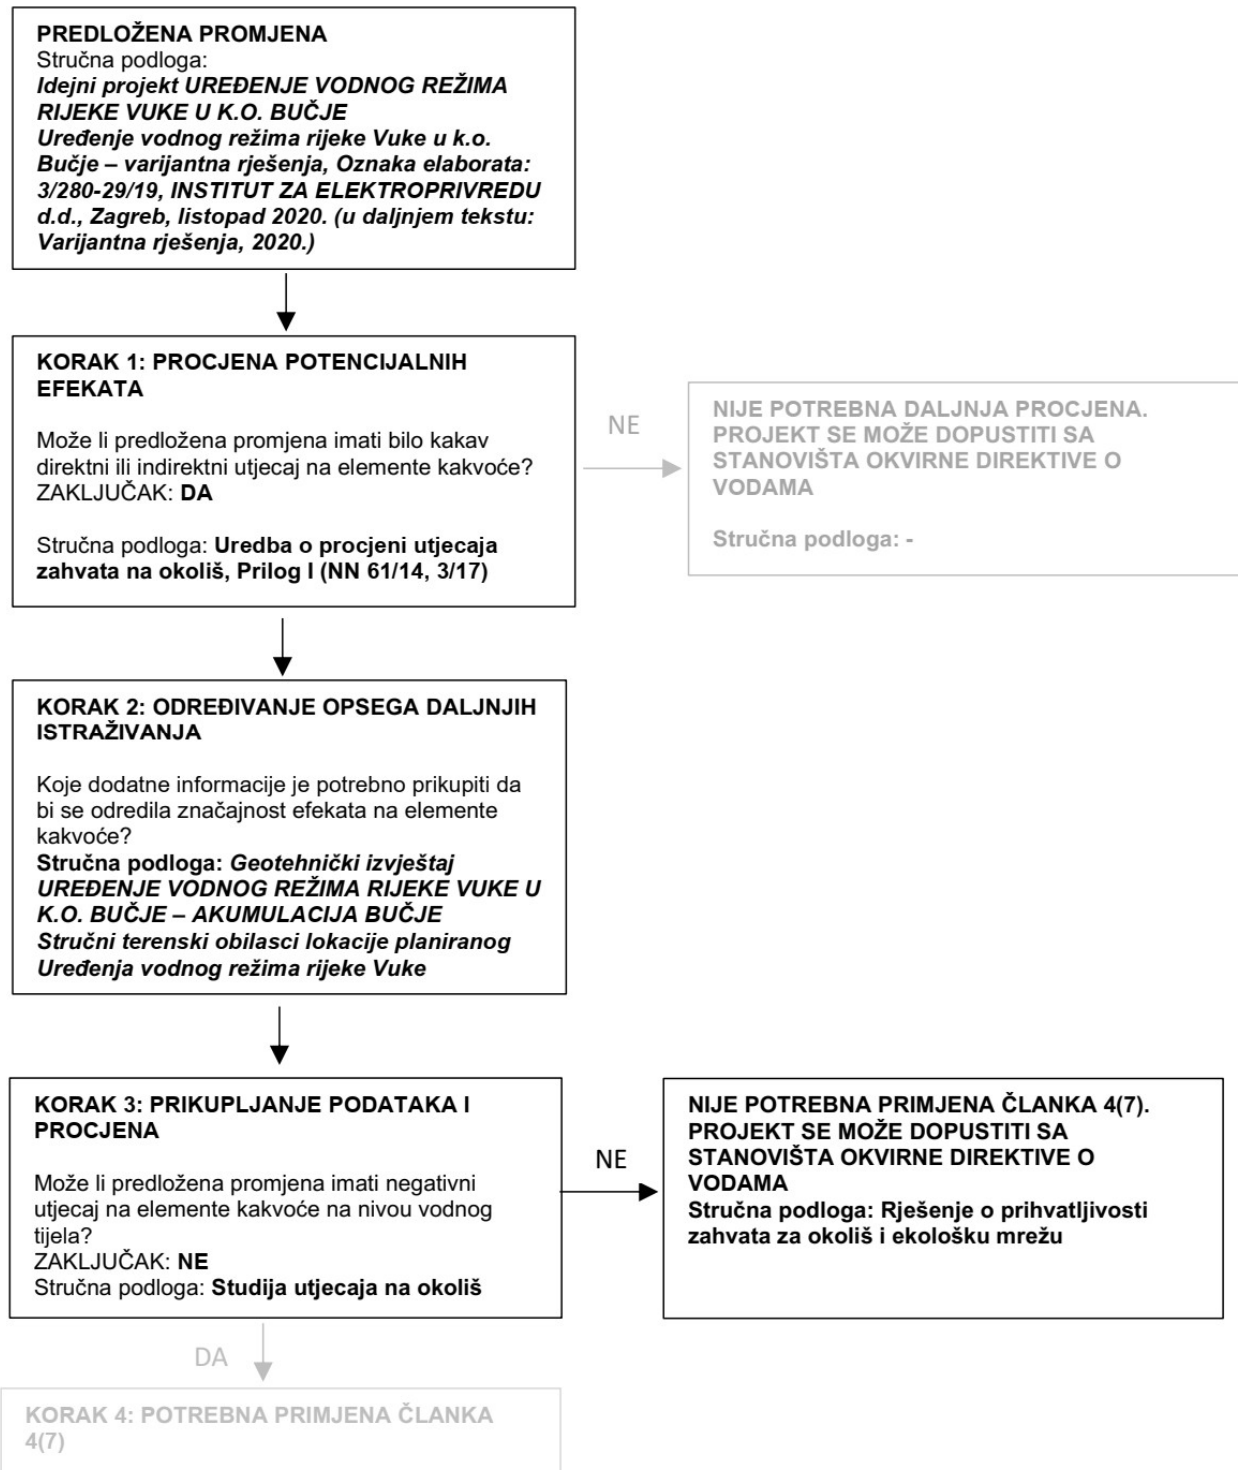 PREDLOŽENA PROMJENA
Stručna podloga:
Idejni projekt UREĐENJE VODNOG REŽIMA
RIJEKE VUKE U K.O. BUČJE
Uređenje vodnog režima rijeke Vuke u k.o.
Bučje – varijantna rješenja, Oznaka elaborata:
3/280-29/19, INSTITUT ZA ELEKTROPRIVREDU
d.d., Zagreb, listopad 2020. (u daljnjem tekstu:
Varijantna rješenja, 2020.)
KORAK 1: PROCJENA POTENCIJALNIH
EFEKATA
Može li predložena promjena imati bilo kakav
direktni ili indirektni utjecaj na elemente kakvoće?
ZAKLJUČAK: DA
Stručna podloga: Uredba o procjeni utjecaja
zahvata na okoliš, Prilog I (NN 61/14, 3/17)
NE
NIJE POTREBNA DALJNJA PROCJENA.
PROJEKT SE MOŽE DOPUSTITI SA
STANOVIŠTA OKVIRNE DIREKTIVE O
VODAMA
Stručna podloga: -
KORAK 2: ODREĐIVANJE OPSEGA DALJNJIH
ISTRAŽIVANJA
Koje dodatne informacije je potrebno prikupiti da
bi se odredila značajnost efekata na elemente
kakvoće?
Stručna podloga: Geotehnički izvještaj
UREĐENJE VODNOG REŽIMA RIJEKE VUKE U
K.O. BUČJE – AKUMULACIJA BUČJE
Stručni terenski obilasci lokacije planiranog
Uređenja vodnog režima rijeke Vuke
KORAK 3: PRIKUPLJANJE PODATAKA I
PROCJENA
Može li predložena promjena imati negativni
utjecaj na elemente kakvoće na nivou vodnog
tijela?
ZAKLJUČAK: NE
Stručna podloga: Studija utjecaja na okoliš
NE
NIJE POTREBNA PRIMJENA ČLANKA 4(7).
PROJEKT SE MOŽE DOPUSTITI SA
STANOVIŠTA OKVIRNE DIREKTIVE O
VODAMA
Stručna podloga: Rješenje o prihvatljivosti
zahvata za okoliš i ekološku mrežu
DA
KORAK 4: POTREBNA PRIMJENA ČLANKA
4(7)